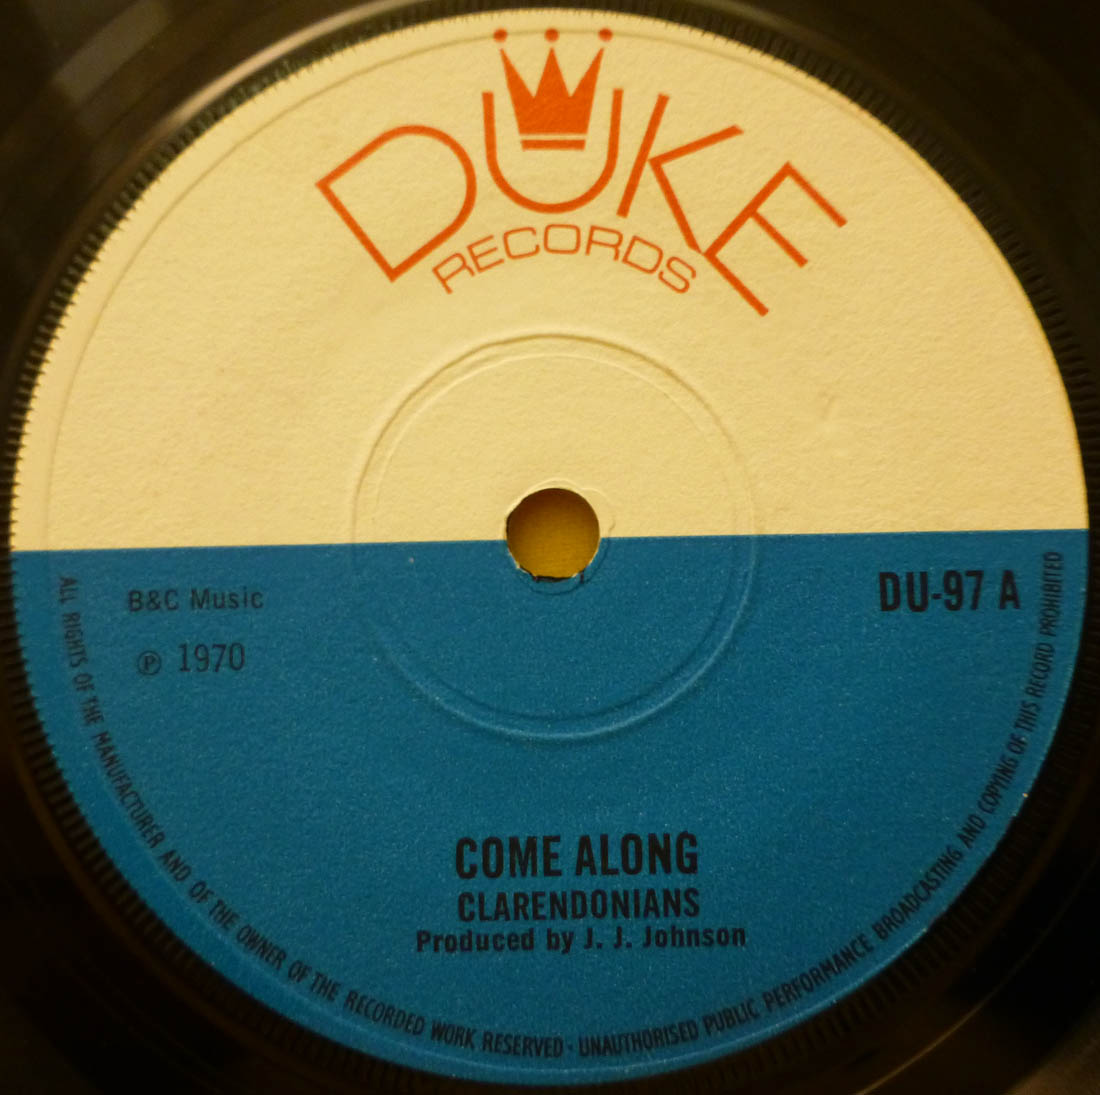 DUKE
RECORDS
B&C Music
DU-97 A
℗ 1970
COME ALONG
CLARENDONIANS
Produced by J. J. Johnson
ALL RIGHTS OF THE MANUFACTURER AND OF THE OWNER OF THE RECORDED WORK RESERVED · UNAUTHORISED PUBLIC PERFORMANCE BROADCASTING AND COPYING OF THIS RECORD PROHIBITED